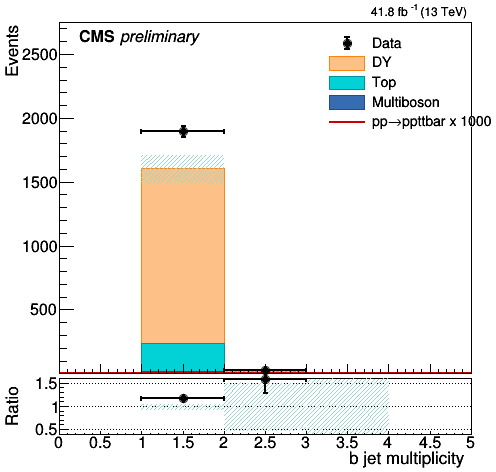 41.8 fb⁻¹ (13 TeV)
CMS preliminary
Events
Data
DY
Top
Multiboson
pp→ppttbar x 1000
2500
2000
1500
1000
500
Ratio
1.5
1
0.5
0 0.5 1 1.5 2 2.5 3 3.5 4 4.5 5
b jet multiplicity